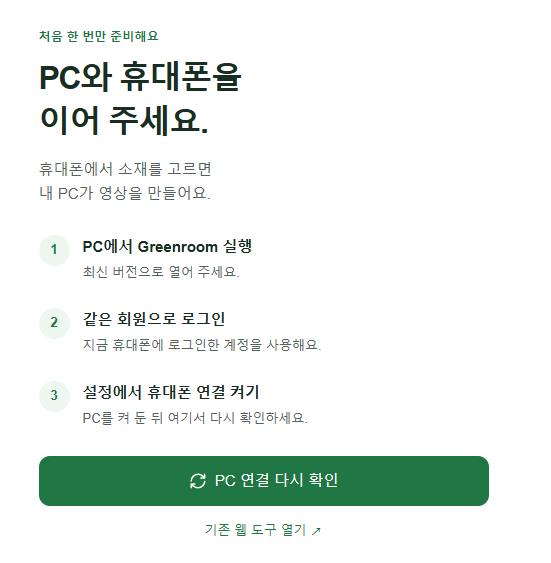 처음 한 번만 준비해요
PC와 휴대폰을
이어 주세요.
휴대폰에서 소재를 고르면
내 PC가 영상을 만들어요.
1
PC에서 Greenroom 실행
최신 버전으로 열어 주세요.
2
같은 회원으로 로그인
지금 휴대폰에 로그인한 계정을 사용해요.
3
설정에서 휴대폰 연결 켜기
PC를 켜 둔 뒤 여기서 다시 확인하세요.
PC 연결 다시 확인
기존 웹 도구 열기 ↗